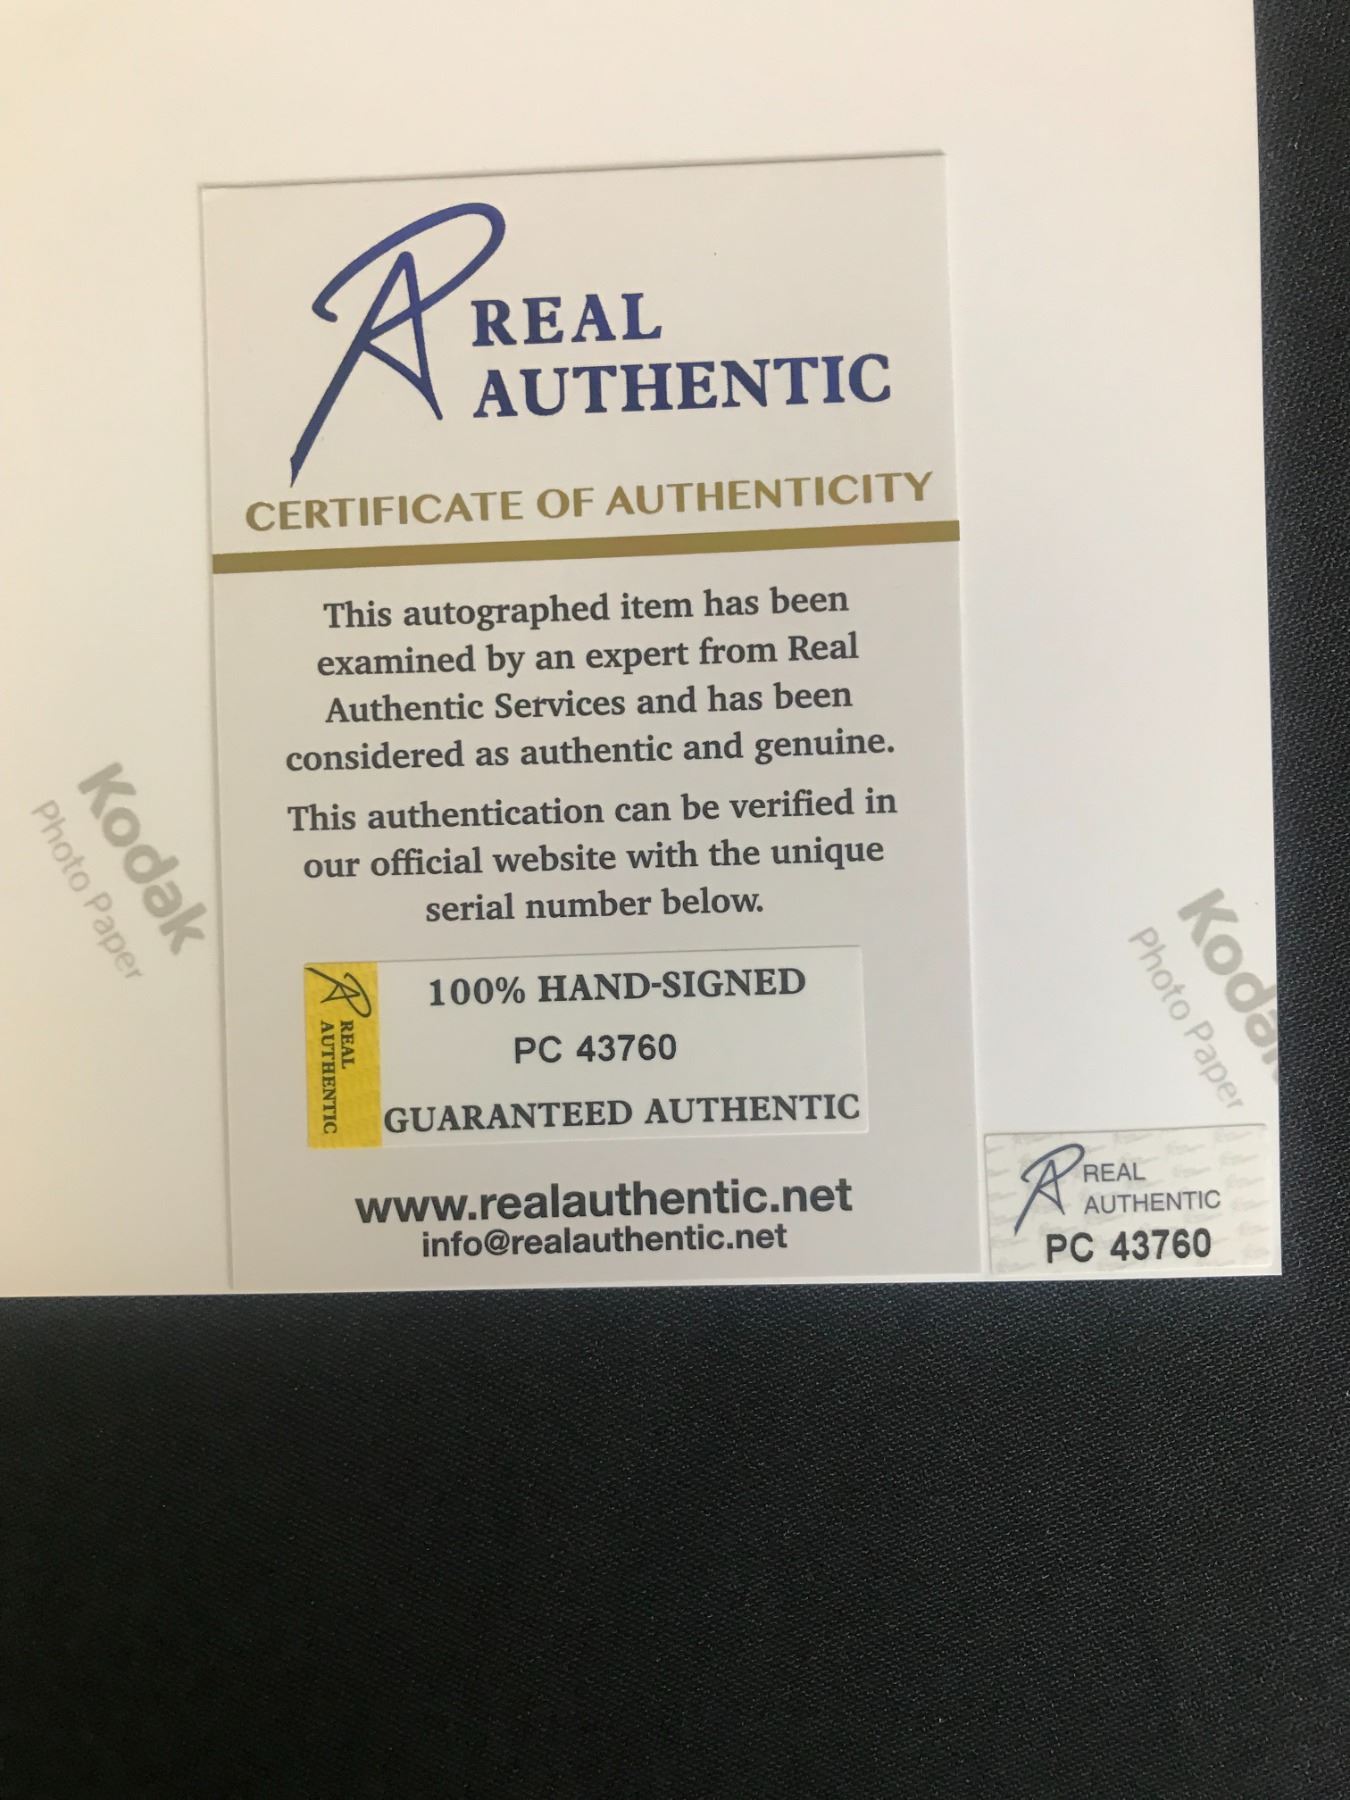 REAL
AUTHENTIC
CERTIFICATE OF AUTHENTICITY
This autographed item has been
examined by an expert from Real
Authentic Services and has been
considered as authentic and genuine.
This authentication can be verified in
our official website with the unique
serial number below.
REAL
AUTHENTIC
100% HAND-SIGNED
PC 43760
GUARANTEED AUTHENTIC
www.realauthentic.net
info@realauthentic.net
Kodak
Photo Paper
Kodak
Photo Paper
REAL
AUTHENTIC
PC 43760